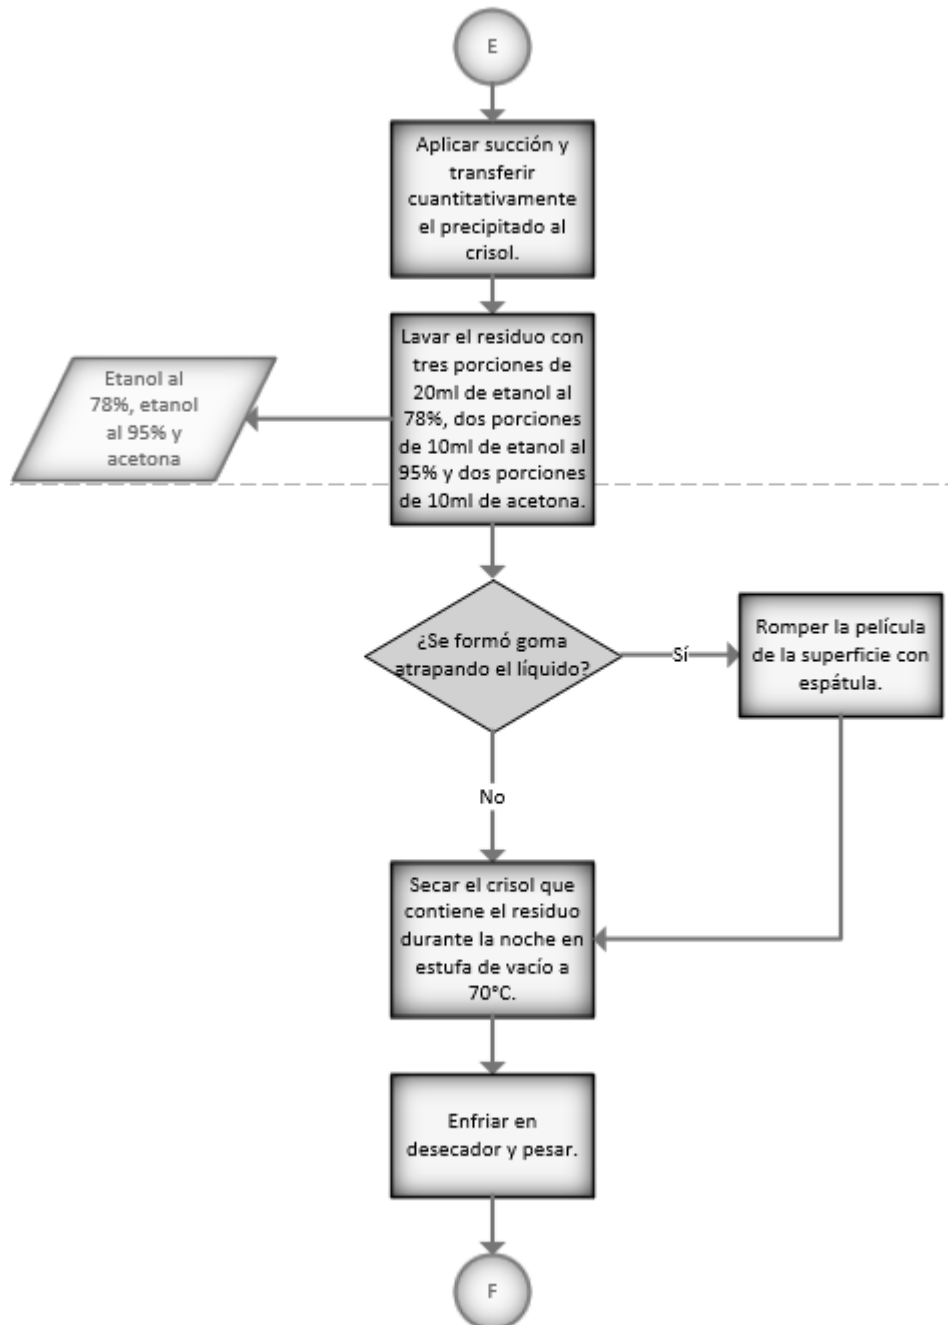 E
Aplicar succión y
transferir
cuantitativamente
el precipitado al
crisol.
Lavar el residuo con
tres porciones de
20ml de etanol al
78%, dos porciones
de 10ml de etanol al
95% y dos porciones
de 10ml de acetona.
Etanol al
78%, etanol
al 95% y
acetona
¿Se formó goma
atrapando el líquido?
Sí
Romper la película
de la superficie con
espátula.
No
Secar el crisol que
contiene el residuo
durante la noche en
estufa de vacío a
70°C.
Enfriar en
desecador y pesar.
F